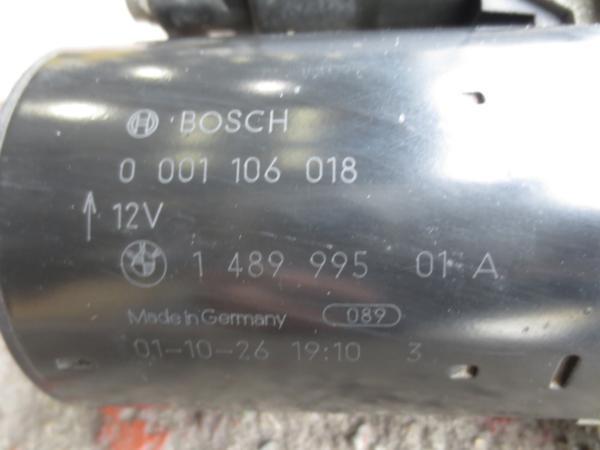 BOSCH
0 001 106 018
12V
1 489 995 01 A
Made in Germany 089
01-10-26 19:10 3